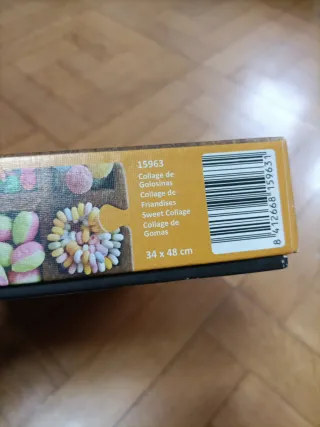 15963
Collage de
Golosinas
Collage de
Friandises
Sweet Collage
Collage de
Gomas
34 x 48 cm
8 412668 159631